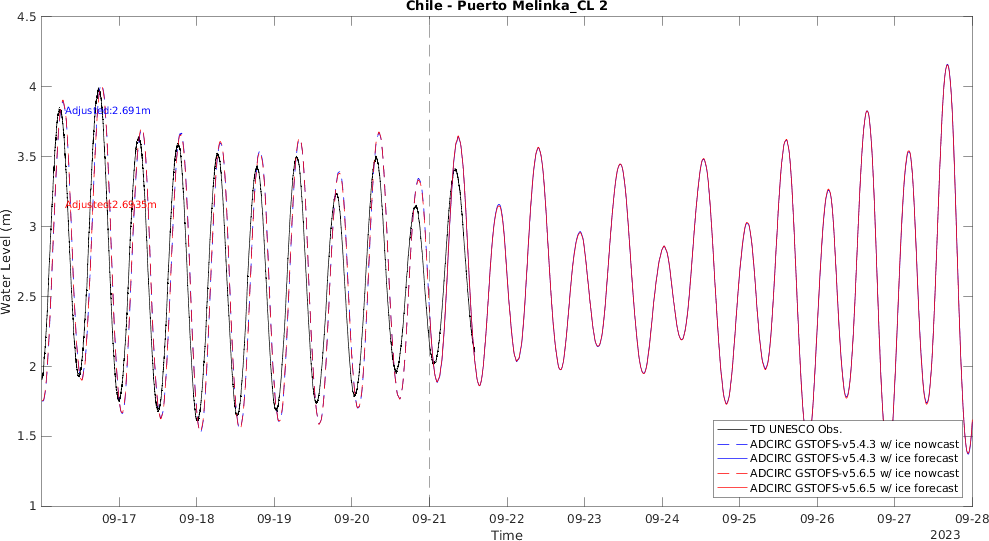 Chile - Puerto Melinka_CL 2
4.5
4
3.5
3
2.5
2
1.5
1
Water Level (m)
Adjusted:2.691m
Adjusted:2.6935m
TD UNESCO Obs.
ADCIRC GSTOFS-v5.4.3 w/ ice nowcast
ADCIRC GSTOFS-v5.4.3 w/ ice forecast
ADCIRC GSTOFS-v5.6.5 w/ ice nowcast
ADCIRC GSTOFS-v5.6.5 w/ ice forecast
09-17 09-18 09-19 09-20 09-21 09-22 09-23 09-24 09-25 09-26 09-27 09-28
Time
2023